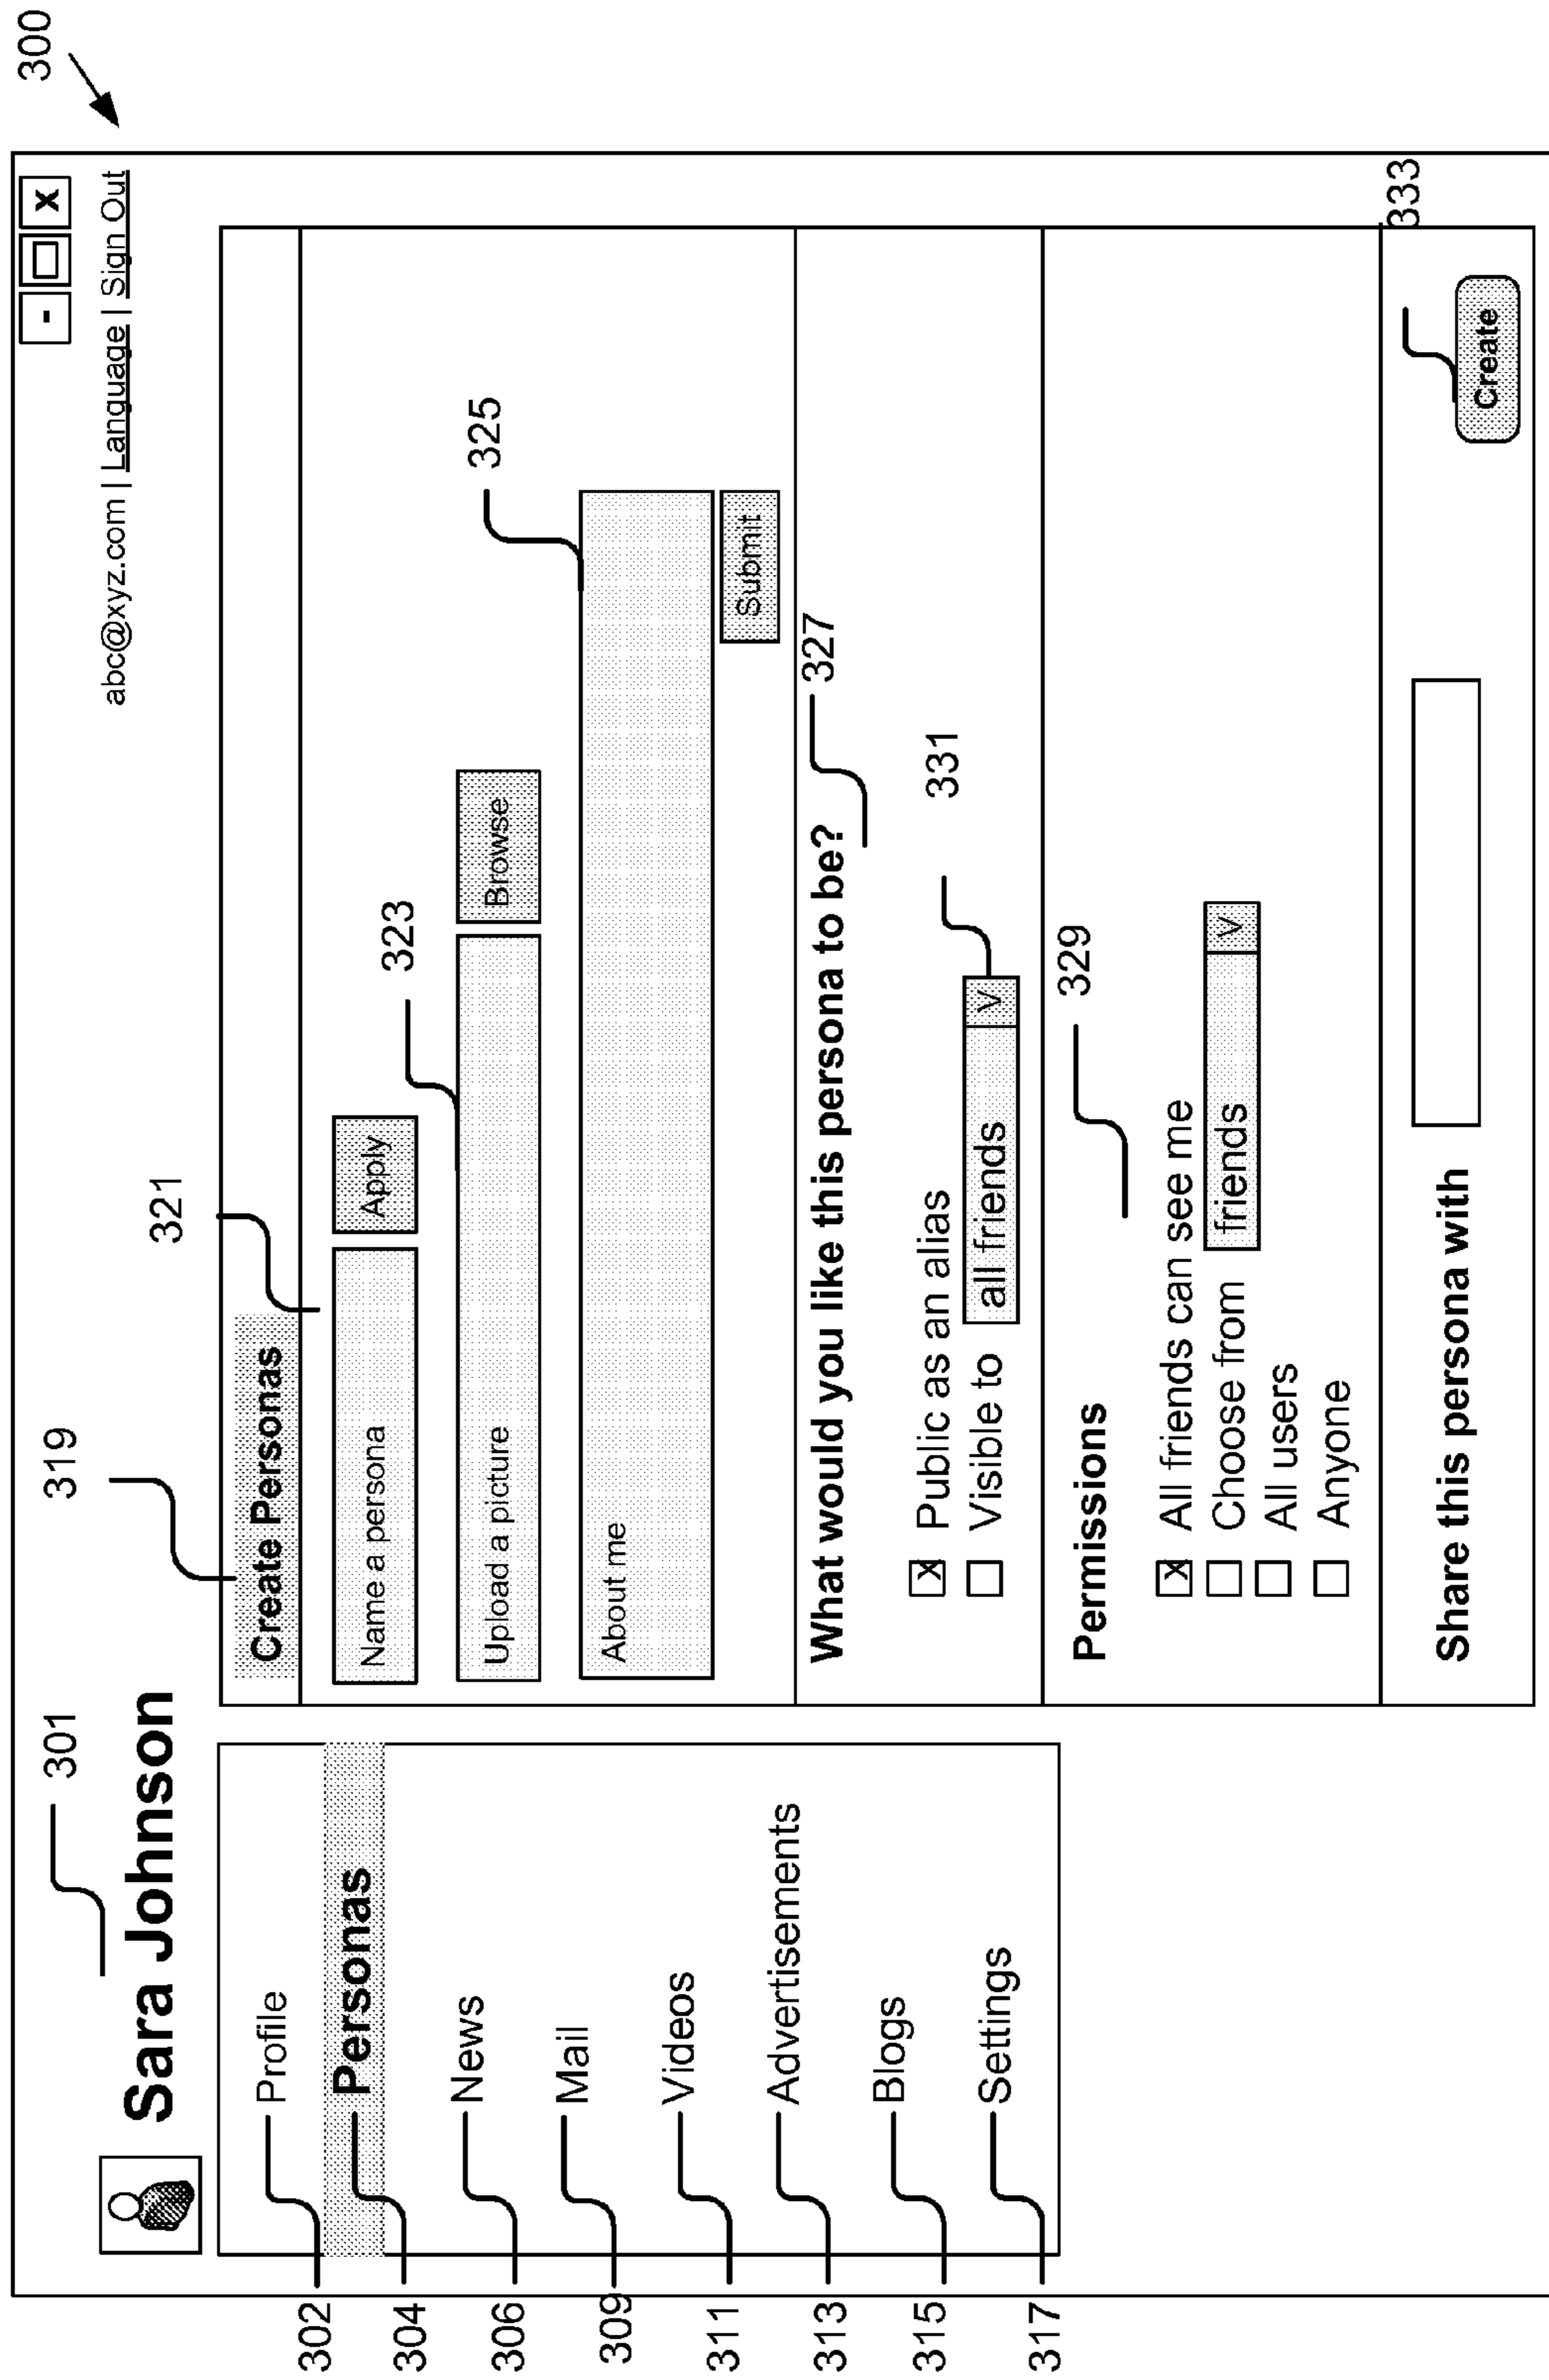 300
- □ X
abc@xyz.com | Language | Sign Out
301
Sara Johnson
302 Profile
304 Personas
306 News
309 Mail
311 Videos
313 Advertisements
315 Blogs
317 Settings
319
Create Personas
321
Name a persona Apply
323
Upload a picture Browse
325
About me
Submit
What would you like this persona to be? 327
X Public as an alias
Visible to all friends V 331
Permissions 329
X All friends can see me
Choose from friends V
All users
Anyone
Share this persona with
333
Create